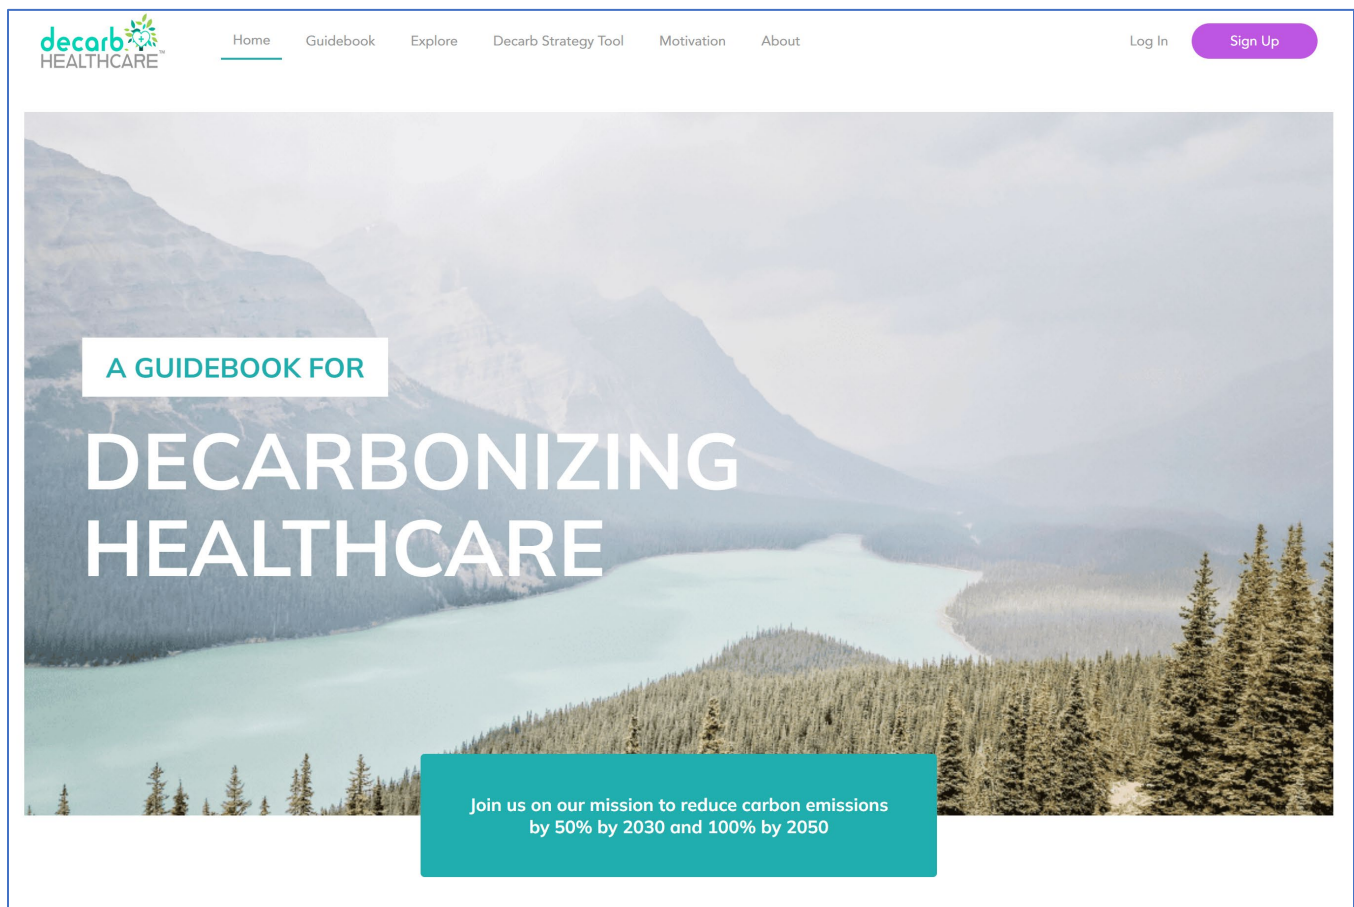 decarb
HEALTHCARE™
Home Guidebook Explore Decarb Strategy Tool Motivation About Log In Sign Up
A GUIDEBOOK FOR
DECARBONIZING
HEALTHCARE
Join us on our mission to reduce carbon emissions
by 50% by 2030 and 100% by 2050